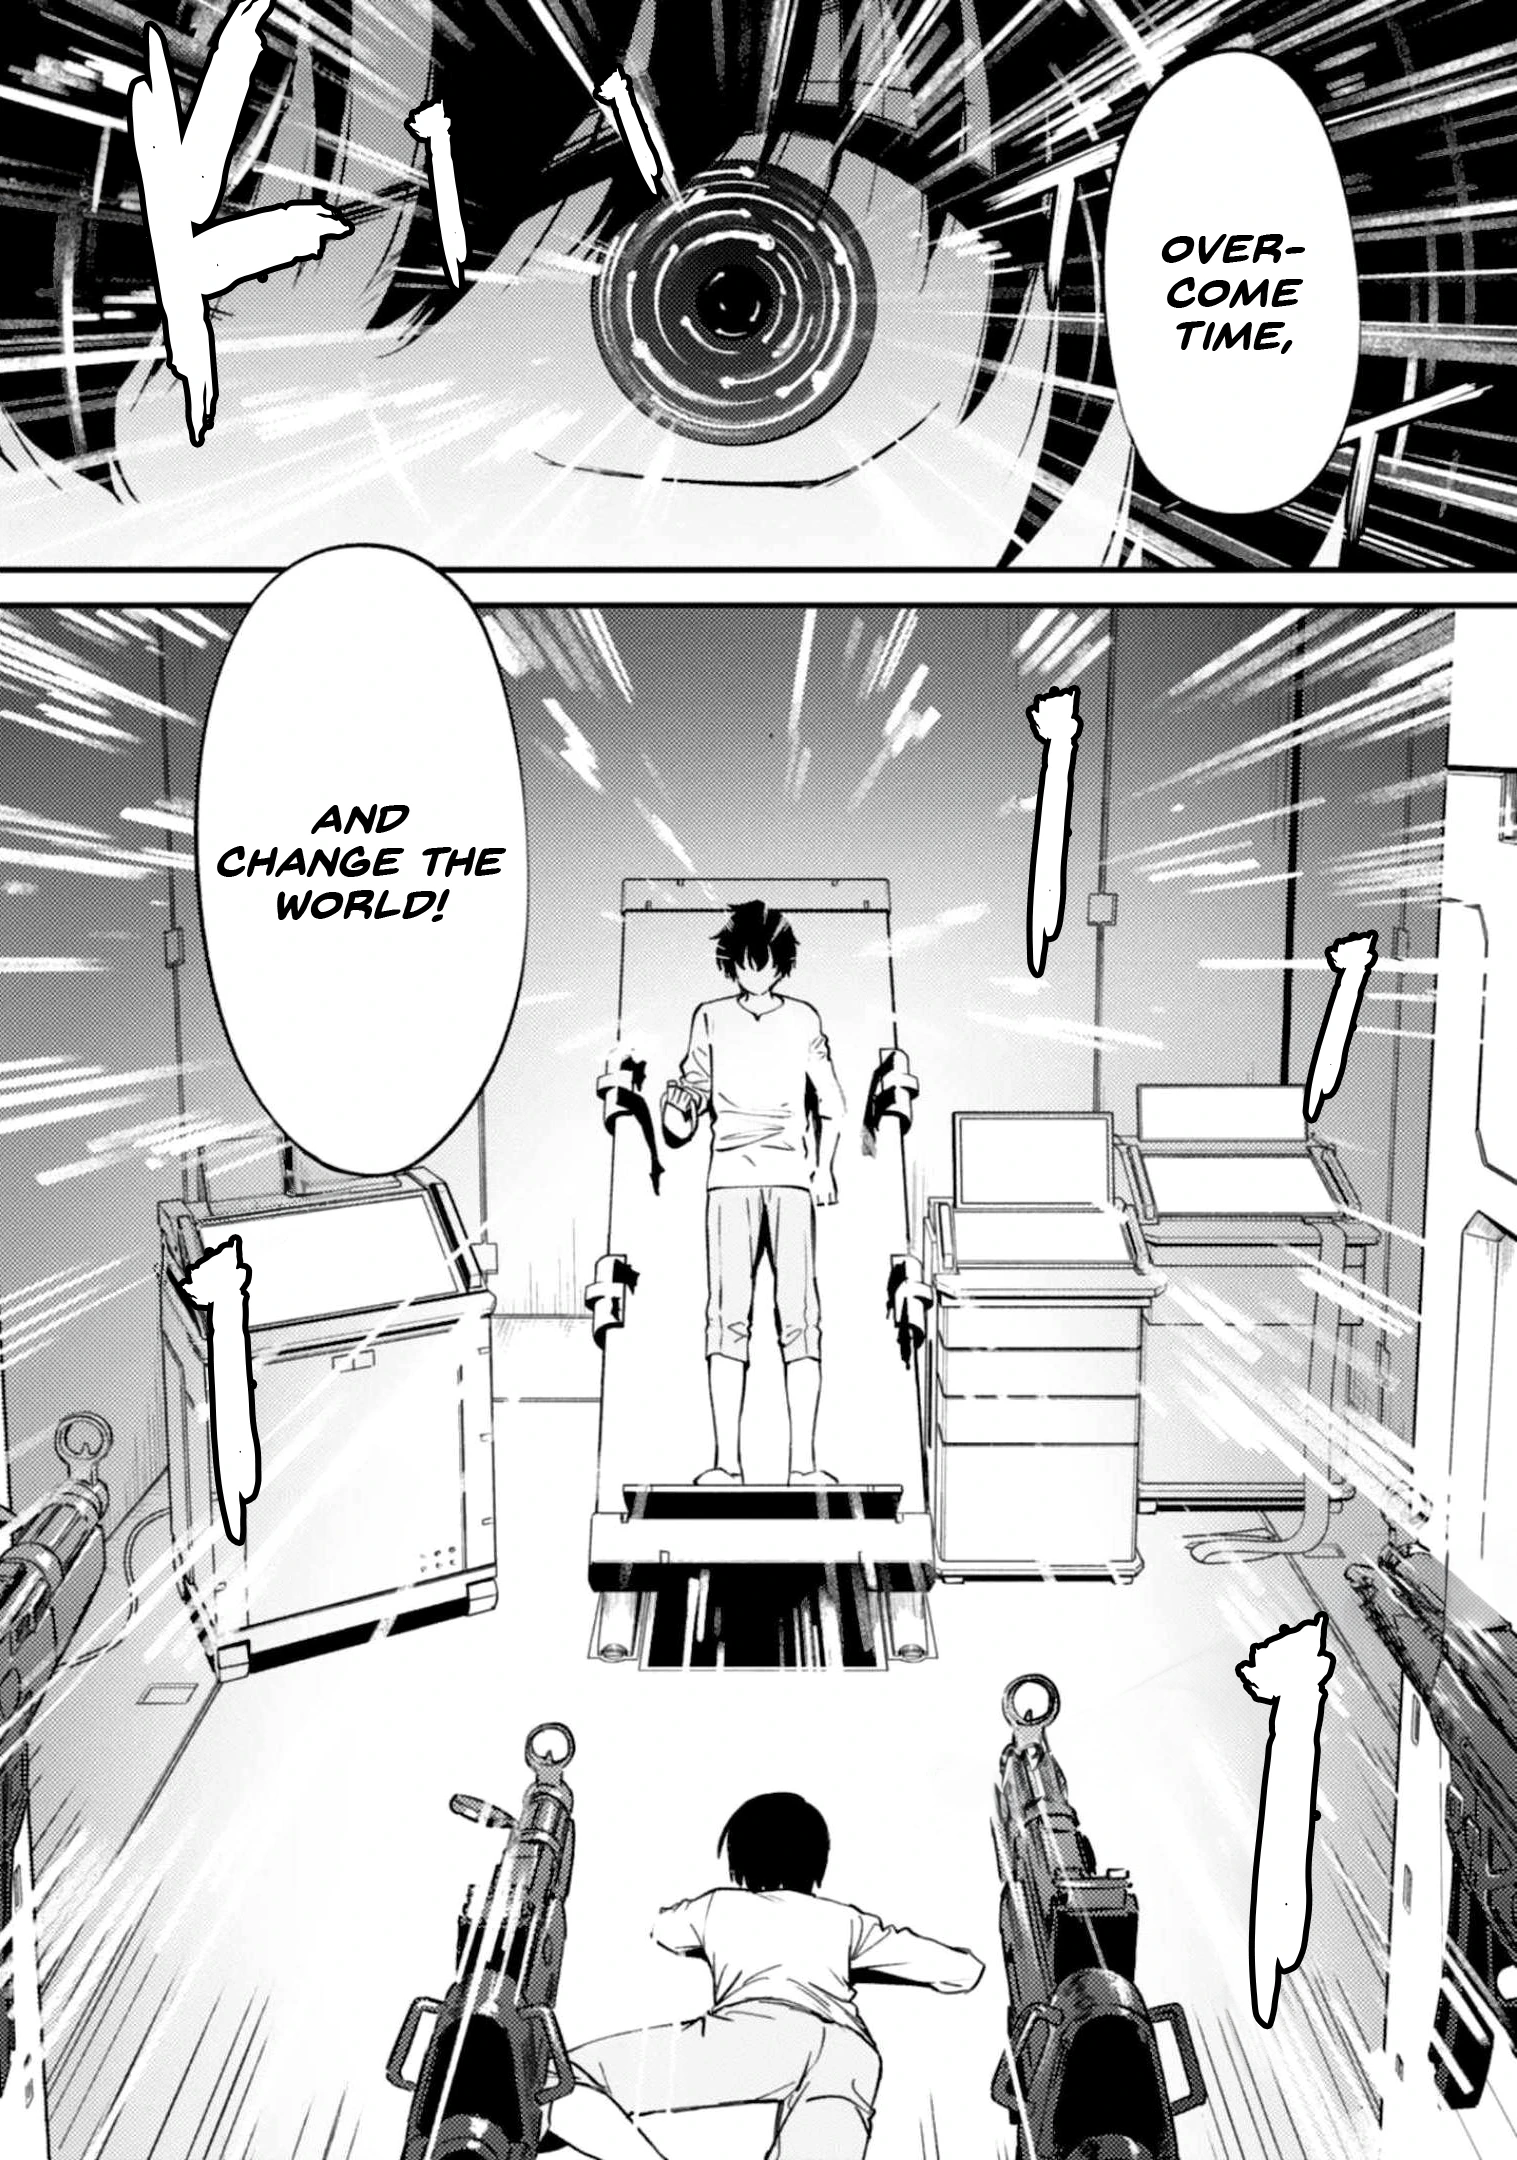 OVER-
COME
TIME,
AND
CHANGE THE
WORLD!